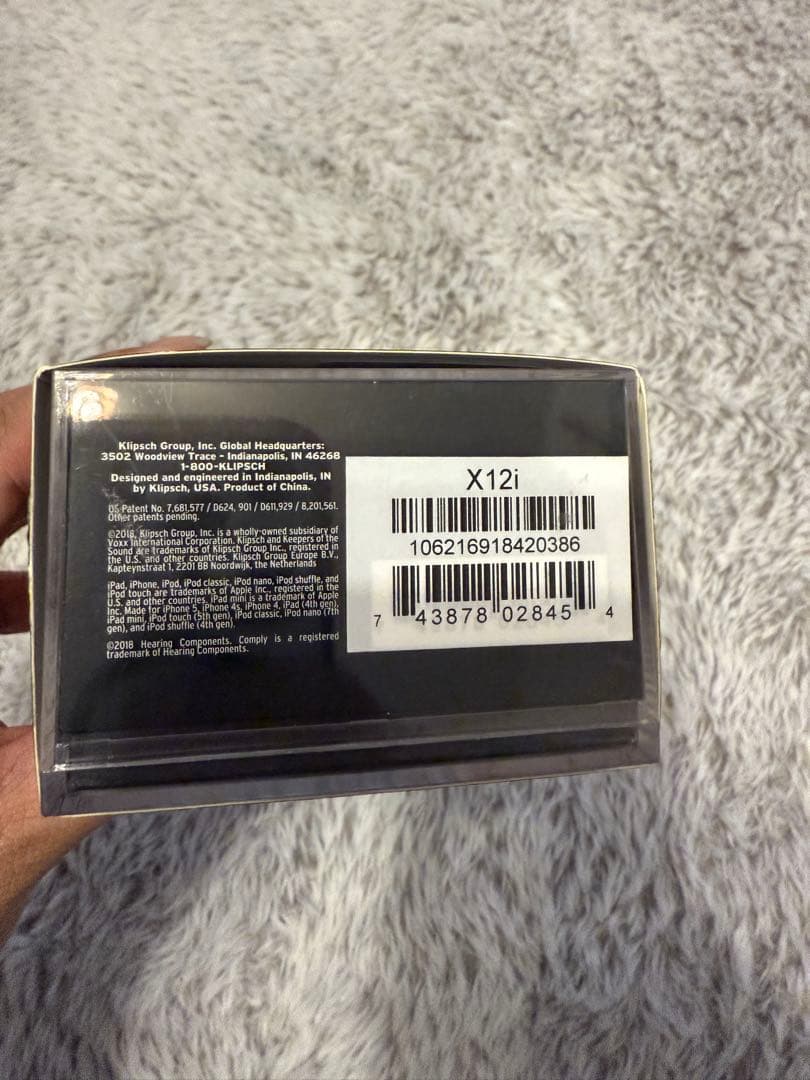 Klipsch Group, Inc. Global Headquarters:
3502 Woodview Trace - Indianapolis, IN 46268
1-800-KLIPSCH
Designed and engineered in Indianapolis, IN
by Klipsch, USA. Product of China.
US Patent No. 7,681,577 / D624, 901 / D611,929 / 8,201,561.
Other patents pending.
©2018, Klipsch Group, Inc. is a wholly-owned subsidiary of
Voxx International Corporation. Klipsch and Keepers of the
Sound are trademarks of Klipsch Group Inc., registered in
the U.S. and other countries. Klipsch Group Europe B.V.,
Kapteynstraat 1, 2201 BB Noordwijk, the Netherlands
iPad, iPhone, iPod, iPod classic, iPod nano, iPod shuffle, and
iPod touch are trademarks of Apple Inc., registered in the
U.S. and other countries. iPad mini is a trademark of Apple
Inc. Made for iPhone 5, iPhone 4s, iPhone 4, iPad (4th gen),
iPad mini, iPod touch (5th gen), iPod classic, iPod nano (7th
gen), and iPod shuffle (4th gen).
©2018 Hearing Components. Comply is a registered
trademark of Hearing Components.
X12i
106216918420386
7 43878 02845 4